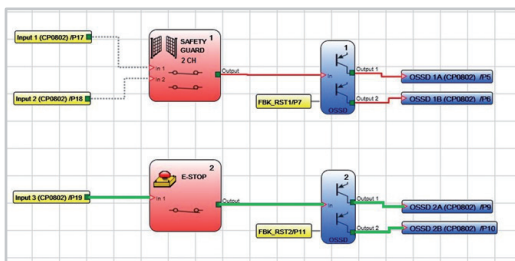 Input 1 (CP0802) /P17
Input 2 (CP0802) /P18
SAFETY 1
GUARD
2 CH
In 1
In 2
Output
1
In
Output 1
Output 2
OSSD
FBK_RST1/P7
OSSD 1A (CP0802) /P5
OSSD 1B (CP0802) /P6
Input 3 (CP0802) /P19
2
E-STOP
In 1
Output
2
In
Output 1
Output 2
OSSD
FBK_RST2/P11
OSSD 2A (CP0802) /P9
OSSD 2B (CP0802) /P10